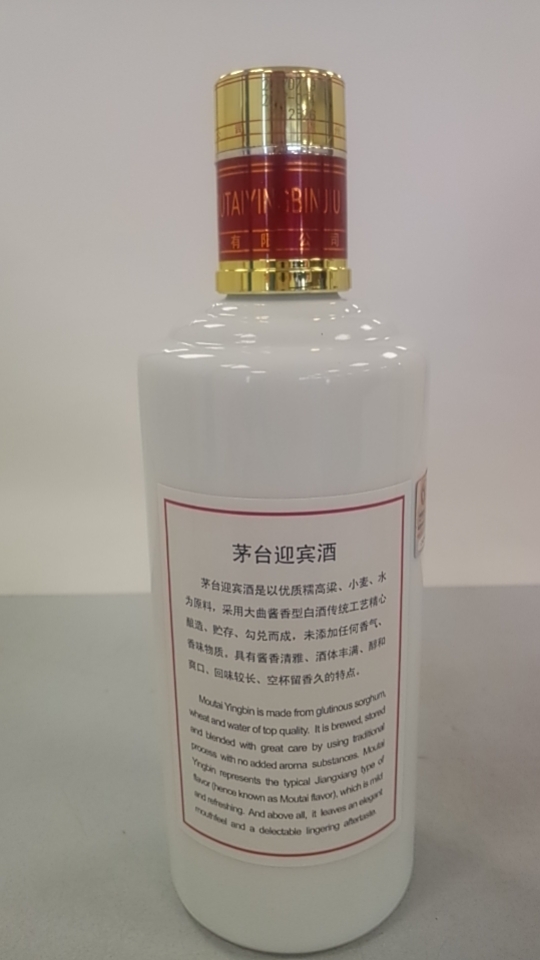 UTAIYINGBINJIU
有限公司
茅台迎宾酒
茅台迎宾酒是以优质糯高粱、小麦、水
为原料，采用大曲酱香型白酒传统工艺精心
酿造、贮存、勾兑而成，未添加任何香气、
香味物质。具有酱香清雅、酒体丰满、醇和
爽口、回味较长、空杯留香久的特点。
Moutai Yingbin is made from glutinous sorghum,
wheat and water of top quality. It is brewed, stored
and blended with great care by using traditional
process with no added aroma substances. Moutai
Yingbin represents the typical Jiangxiang type of
flavor (hence known as Moutai flavor), which is mild
and refreshing. And above all, it leaves an elegant
mouthfeel and a delectable lingering aftertaste.